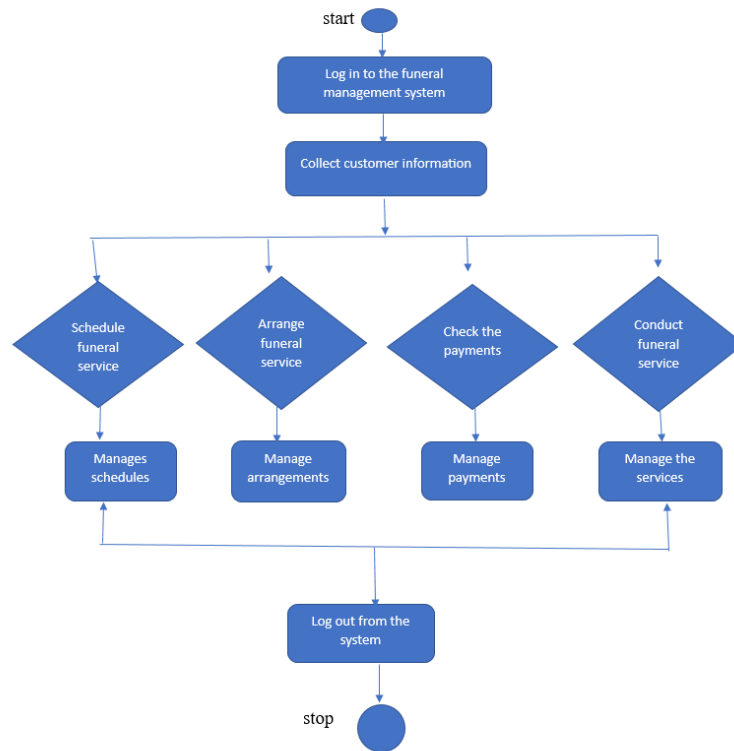 start
Log in to the funeral
management system
Collect customer information
Schedule
funeral
service
Arrange
funeral
service
Check the
payments
Conduct
funeral
service
Manages
schedules
Manage
arrangements
Manage
payments
Manage the
services
Log out from the
system
stop